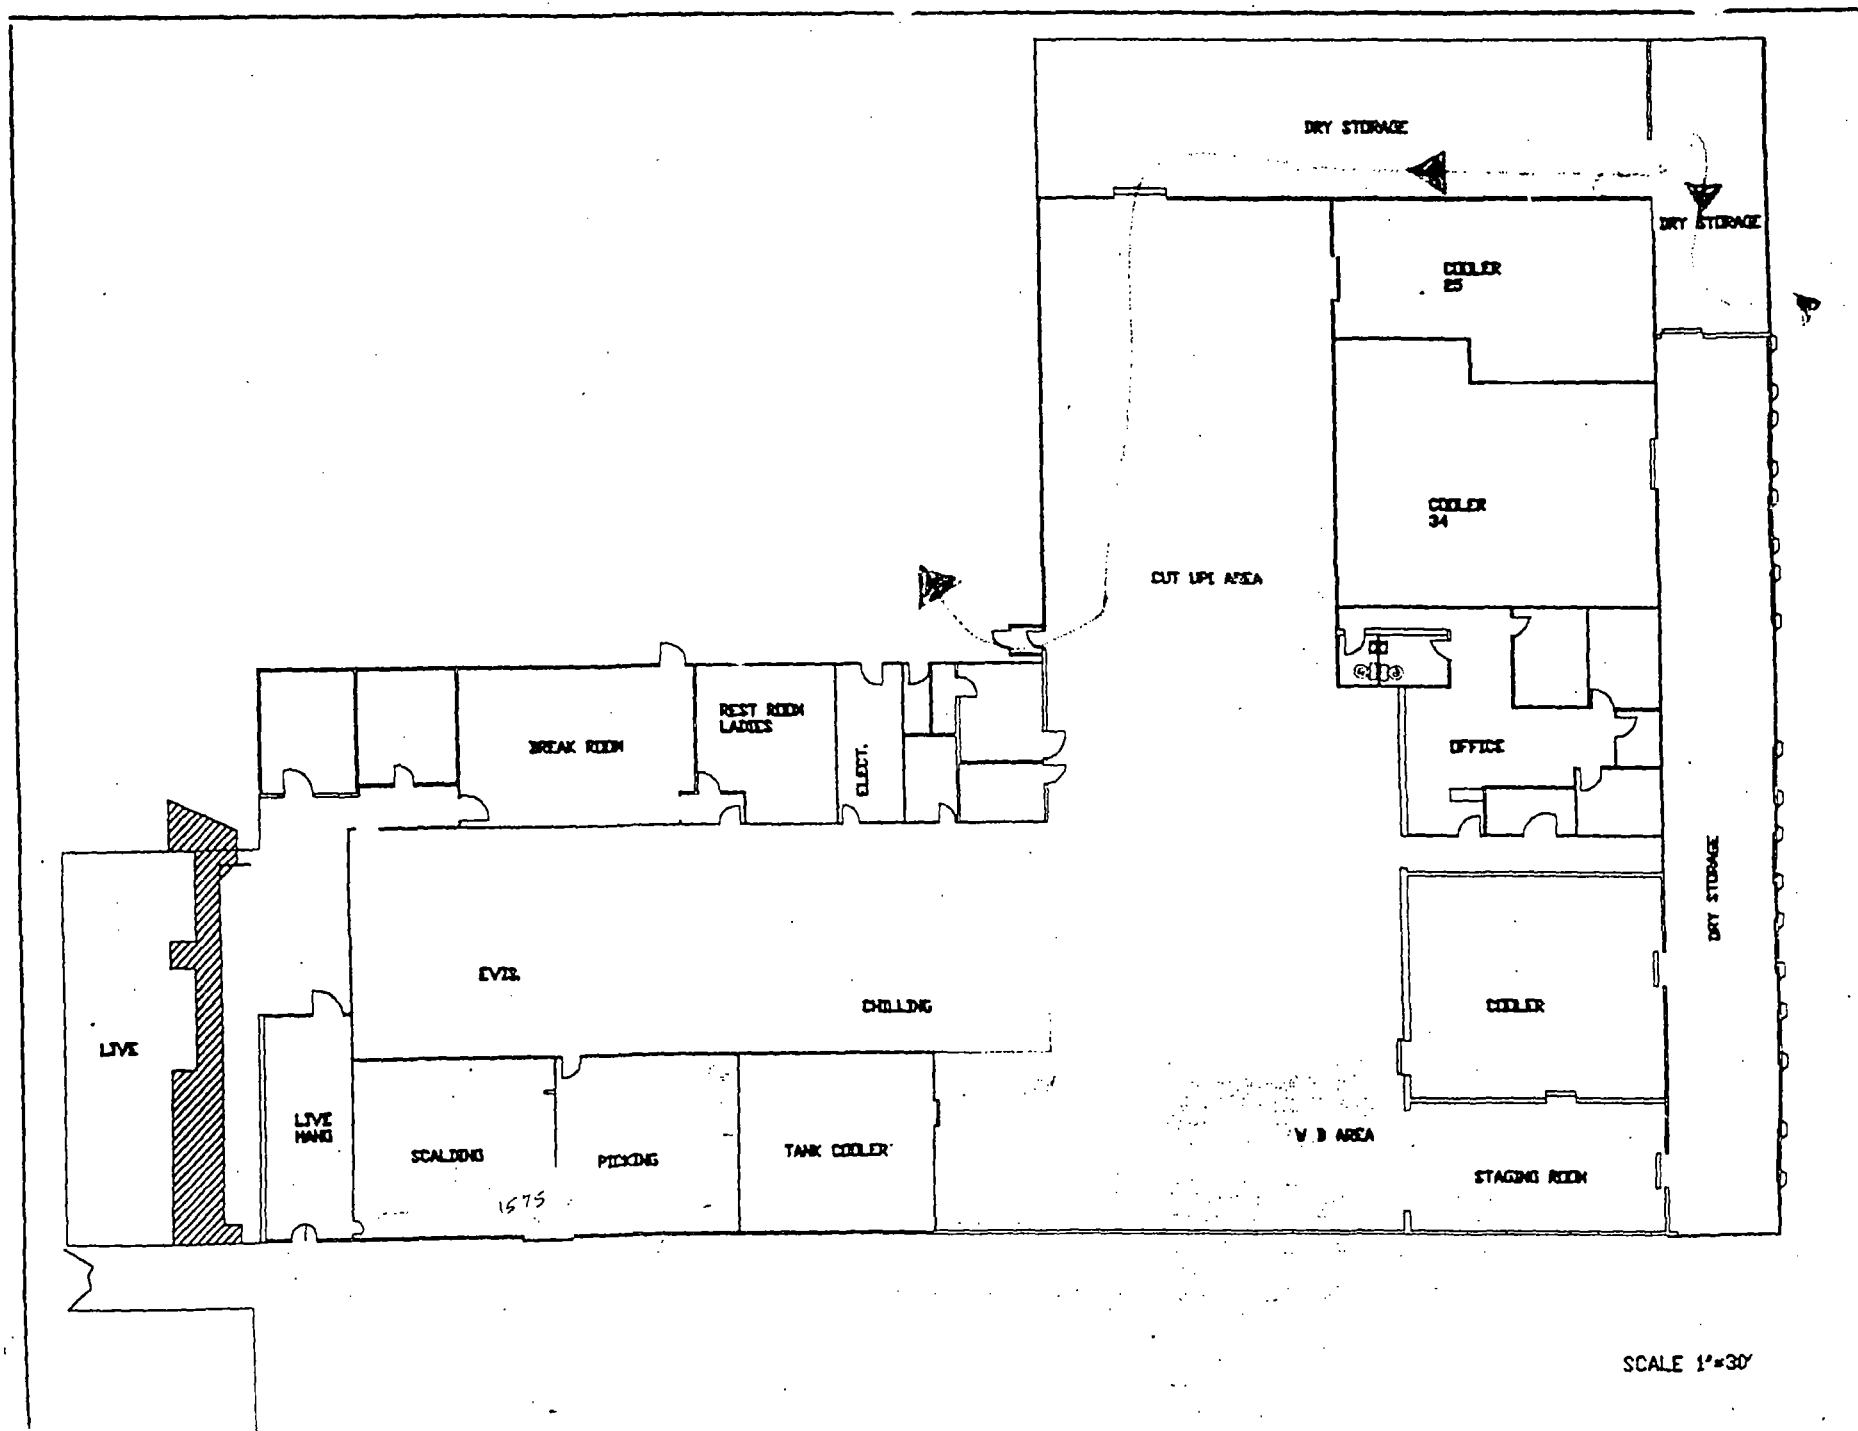 DRY STORAGE
DRY STORAGE
COOLER
25
COOLER
34
CUT UP AREA
REST ROOM
LADIES
BREAK ROOM
ELECT.
OFFICE
DRY STORAGE
EVIS.
CHILLING
COOLER
LIVE
LIVE
HANG
SCALDING
PICKING
TANK COOLER
W B AREA
STAGING ROOM
1575
SCALE 1"=30'